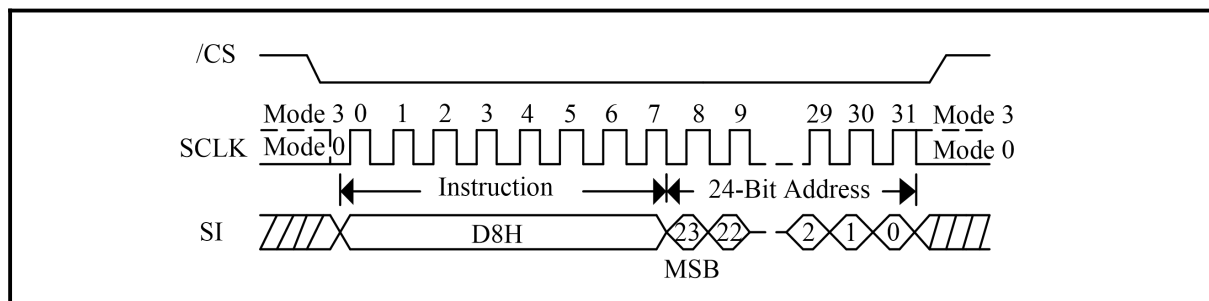 /CS
Mode 3 0 1 2 3 4 5 6 7 8 9 29 30 31 Mode 3
SCLK Mode 0 Mode 0
Instruction 24-Bit Address
SI D8H 23 22 2 1 0
MSB